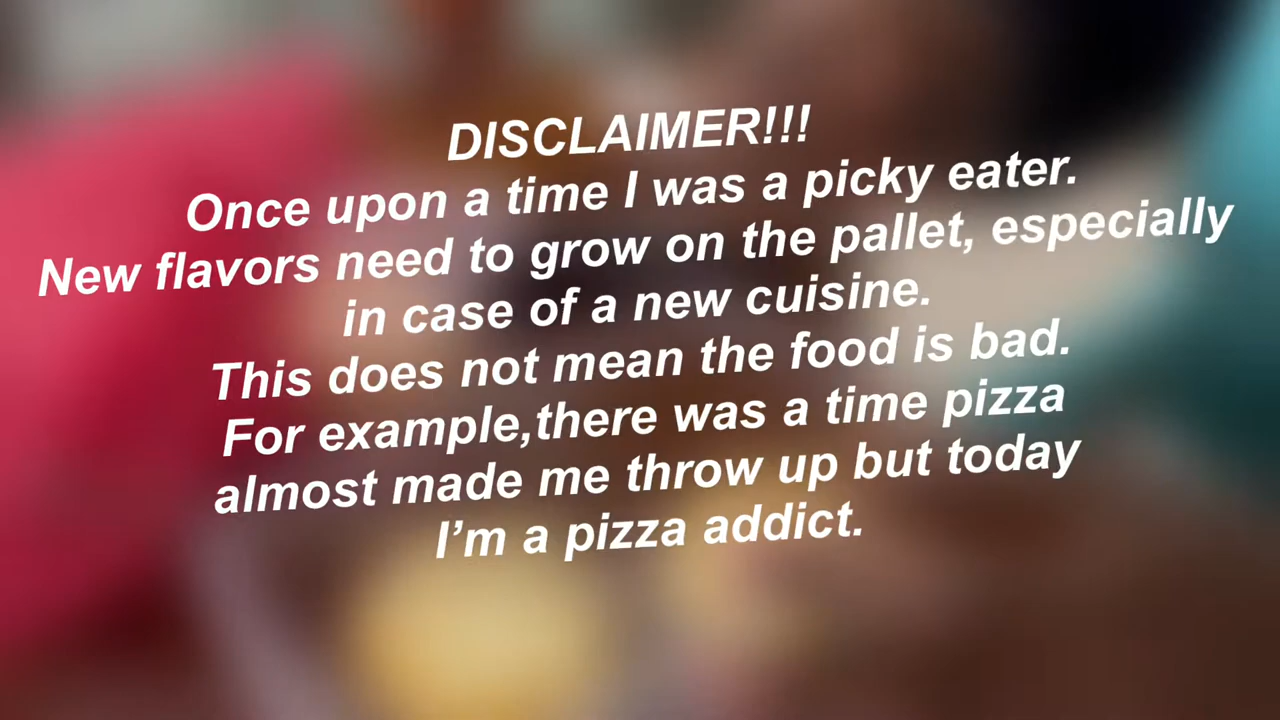 DISCLAIMER!!!
Once upon a time I was a picky eater.
New flavors need to grow on the pallet, especially
in case of a new cuisine.
This does not mean the food is bad.
For example,there was a time pizza
almost made me throw up but today
I’m a pizza addict.